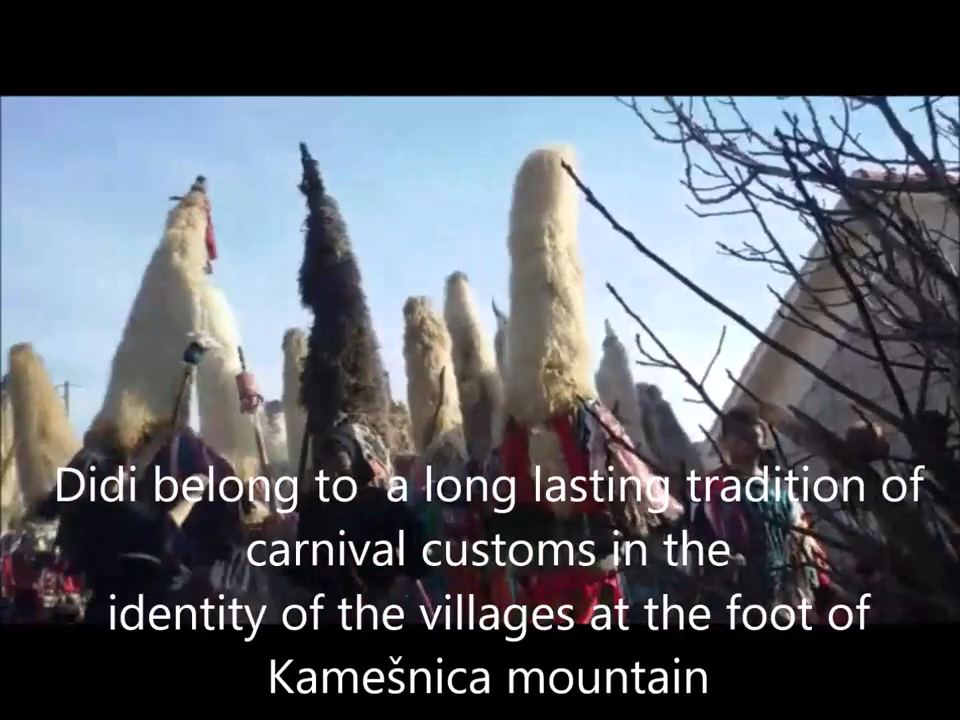 Didi belong to  a long lasting tradition of
carnival customs in the
identity of the villages at the foot of
Kamešnica mountain